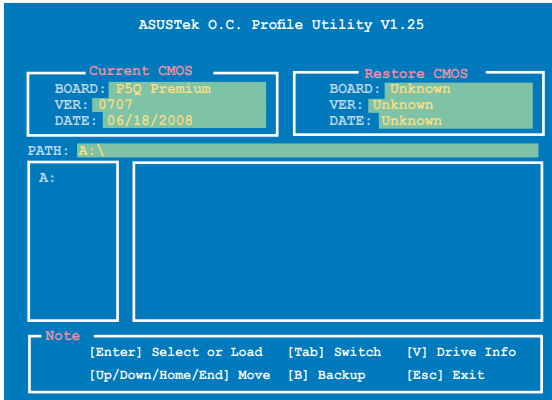 ASUSTek O.C. Profile Utility V1.25
Current CMOS
BOARD: P5Q Premium
VER: 0707
DATE: 06/18/2008
Restore CMOS
BOARD: Unknown
VER: Unknown
DATE: Unknown
PATH: A:\
A:
Note
[Enter] Select or Load [Tab] Switch [V] Drive Info
[Up/Down/Home/End] Move [B] Backup [Esc] Exit